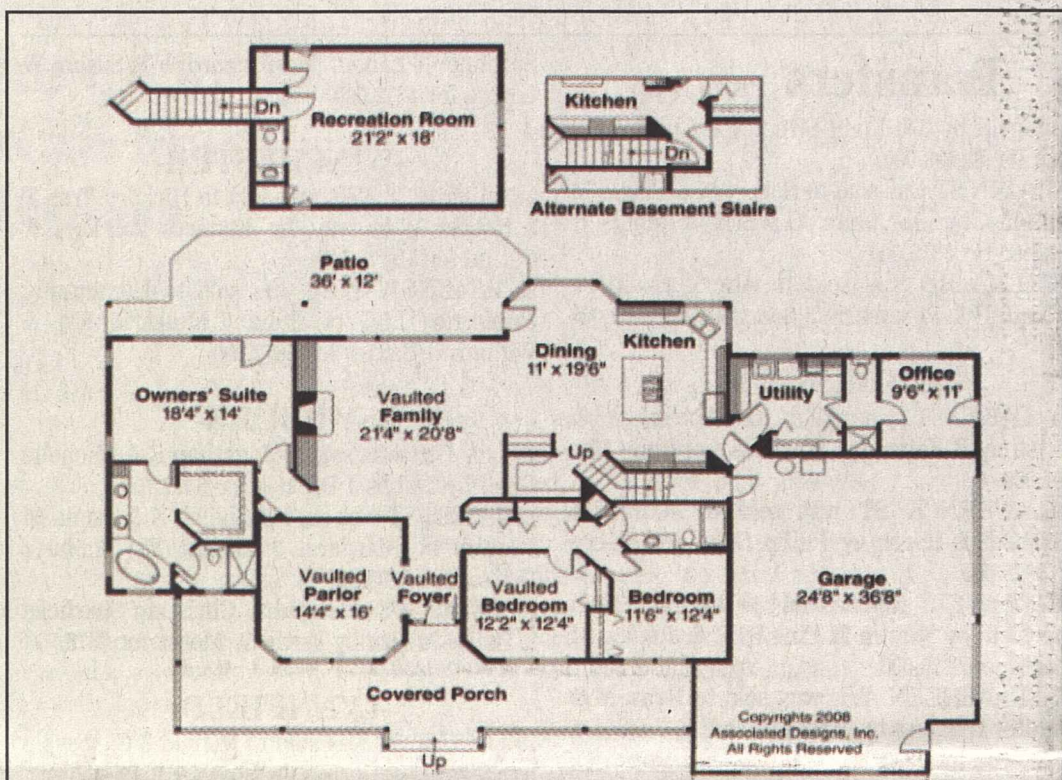 Dn
Recreation Room
21'2" x 18'
Kitchen
Dn
Alternate Basement Stairs
Patio
36' x 12'
Owners' Suite
18'4" x 14'
Vaulted
Family
21'4" x 20'8"
Dining
11' x 19'6"
Kitchen
Utility
Office
9'6" x 11'
Up
Vaulted
Parlor
14'4" x 16'
Vaulted
Foyer
Vaulted
Bedroom
12'2" x 12'4"
Bedroom
11'6" x 12'4"
Garage
24'8" x 36'8"
Covered Porch
Up
Copyrights 2008
Associated Designs, Inc.
All Rights Reserved